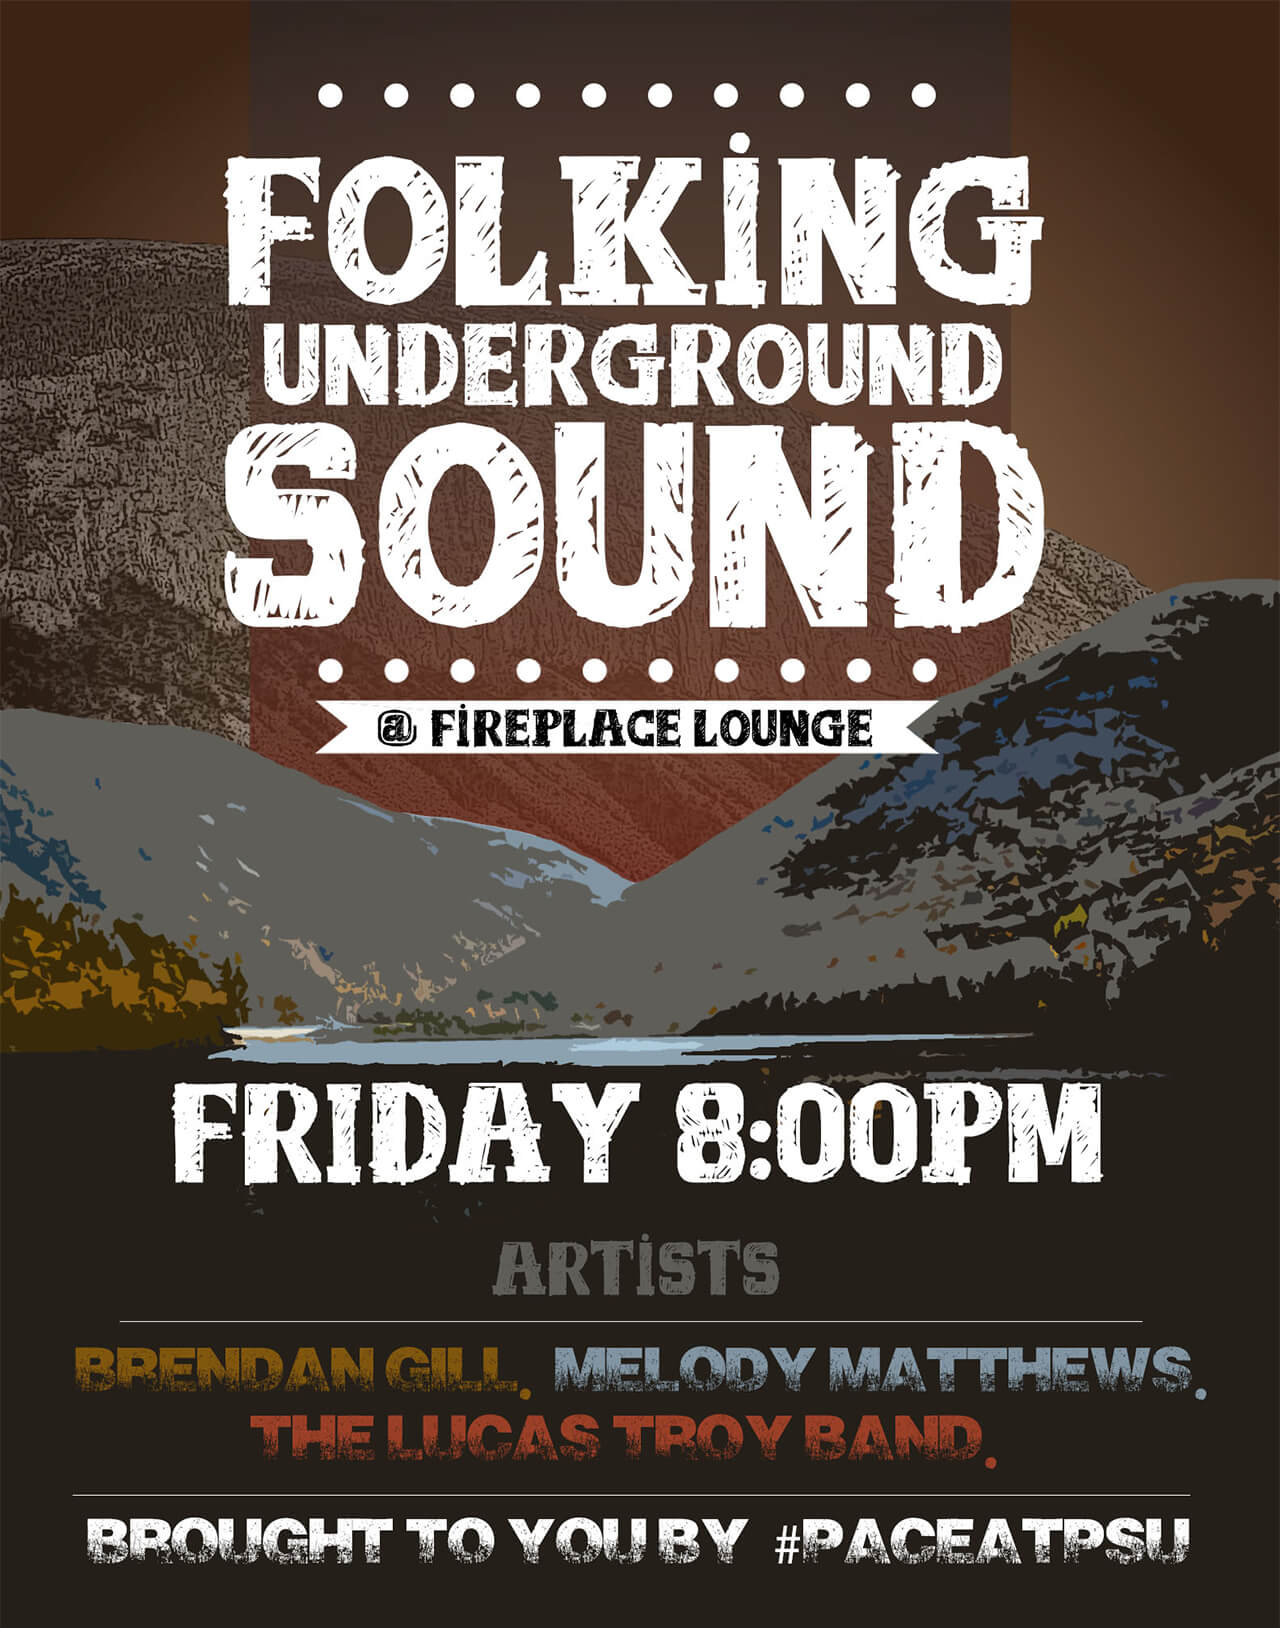 FOLKING
UNDERGROUND
SOUND
@ FIREPLACE LOUNGE
FRIDAY 8:00PM
ARTISTS
BRENDAN GILL. MELODY MATTHEWS.
THE LUCAS TROY BAND.
BROUGHT TO YOU BY #PACEATPSU